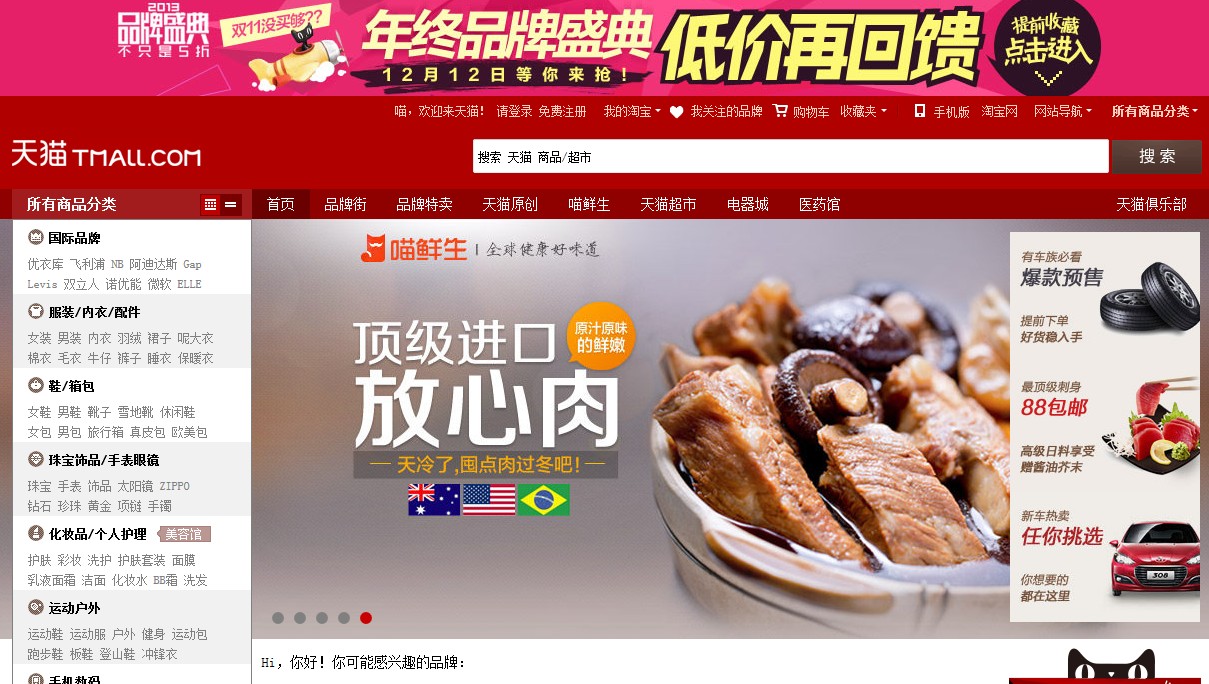 2013
品牌盛典
不只是5折
双11没买够??
年终品牌盛典
12月12日等你来抢！
低价再回馈
提前收藏
点击进入
喵，欢迎来天猫！ 请登录 免费注册 我的淘宝 我关注的品牌 购物车 收藏夹 手机版 淘宝网 网站导航 所有商品分类
天猫 TMALL.COM
搜索 天猫 商品/超市
搜 索
所有商品分类
首页 品牌街 品牌特卖 天猫原创 喵鲜生 天猫超市 电器城 医药馆 天猫俱乐部
国际品牌
优衣库 飞利浦 NB 阿迪达斯 Gap
Levis 双立人 诺优能 微软 ELLE
服装/内衣/配件
女装 男装 内衣 羽绒 裙子 呢大衣
棉衣 毛衣 牛仔 裤子 睡衣 保暖衣
鞋/箱包
女鞋 男鞋 靴子 雪地靴 休闲鞋
女包 男包 旅行箱 真皮包 欧美包
珠宝饰品/手表眼镜
珠宝 手表 饰品 太阳镜 ZIPPO
钻石 珍珠 黄金 项链 手镯
化妆品/个人护理 美容馆
护肤 彩妆 洗护 护肤套装 面膜
乳液面霜 洁面 化妆水 BB霜 洗发
运动户外
运动鞋 运动服 户外 健身 运动包
跑步鞋 板鞋 登山鞋 冲锋衣
手机数码
喵鲜生 | 全球健康好味道
顶级进口
原汁原味
的鲜嫩
放心肉
天冷了,囤点肉过冬吧!
有车族必看
爆款预售
提前下单
好货稳入手
最顶级刺身
88包邮
高级日料享受
赠酱油芥末
新车热卖
任你挑选
你想要的
都在这里
308
Hi，你好！你可能感兴趣的品牌：